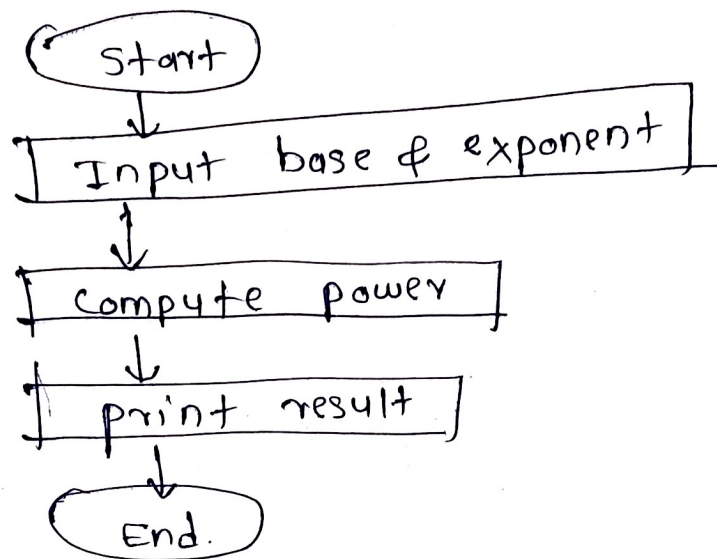 Start
Input base & exponent
compute power
print result
End.